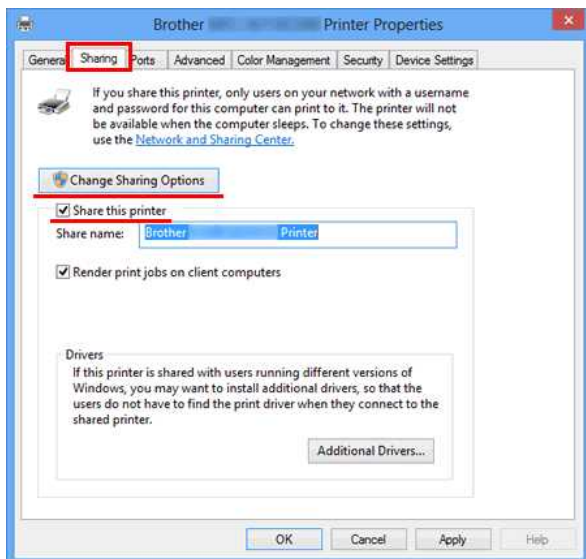 Brother Printer Properties
General Sharing Ports Advanced Color Management Security Device Settings
If you share this printer, only users on your network with a username
and password for this computer can print to it. The printer will not
be available when the computer sleeps. To change these settings,
use the Network and Sharing Center.
Change Sharing Options
Share this printer
Share name: Brother Printer
Render print jobs on client computers
Drivers
If this printer is shared with users running different versions of
Windows, you may want to install additional drivers, so that the
users do not have to find the print driver when they connect to the
shared printer.
Additional Drivers...
OK Cancel Apply Help